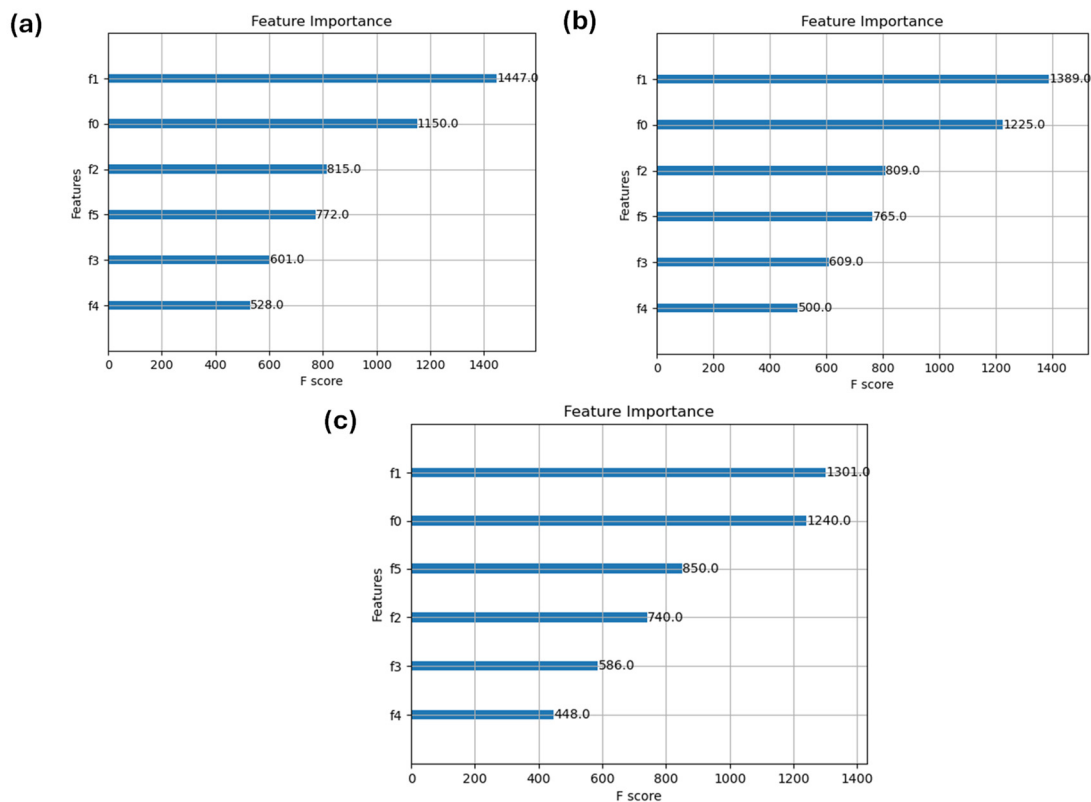 (a)
Feature Importance
Features
f1
1447.0
f0
1150.0
f2
815.0
f5
772.0
f3
601.0
f4
528.0
0 200 400 600 800 1000 1200 1400
F score
(b)
Feature Importance
Features
f1
1389.0
f0
1225.0
f2
809.0
f5
765.0
f3
609.0
f4
500.0
0 200 400 600 800 1000 1200 1400
F score
(c)
Feature Importance
Features
f1
1301.0
f0
1240.0
f5
850.0
f2
740.0
f3
586.0
f4
448.0
0 200 400 600 800 1000 1200 1400
F score